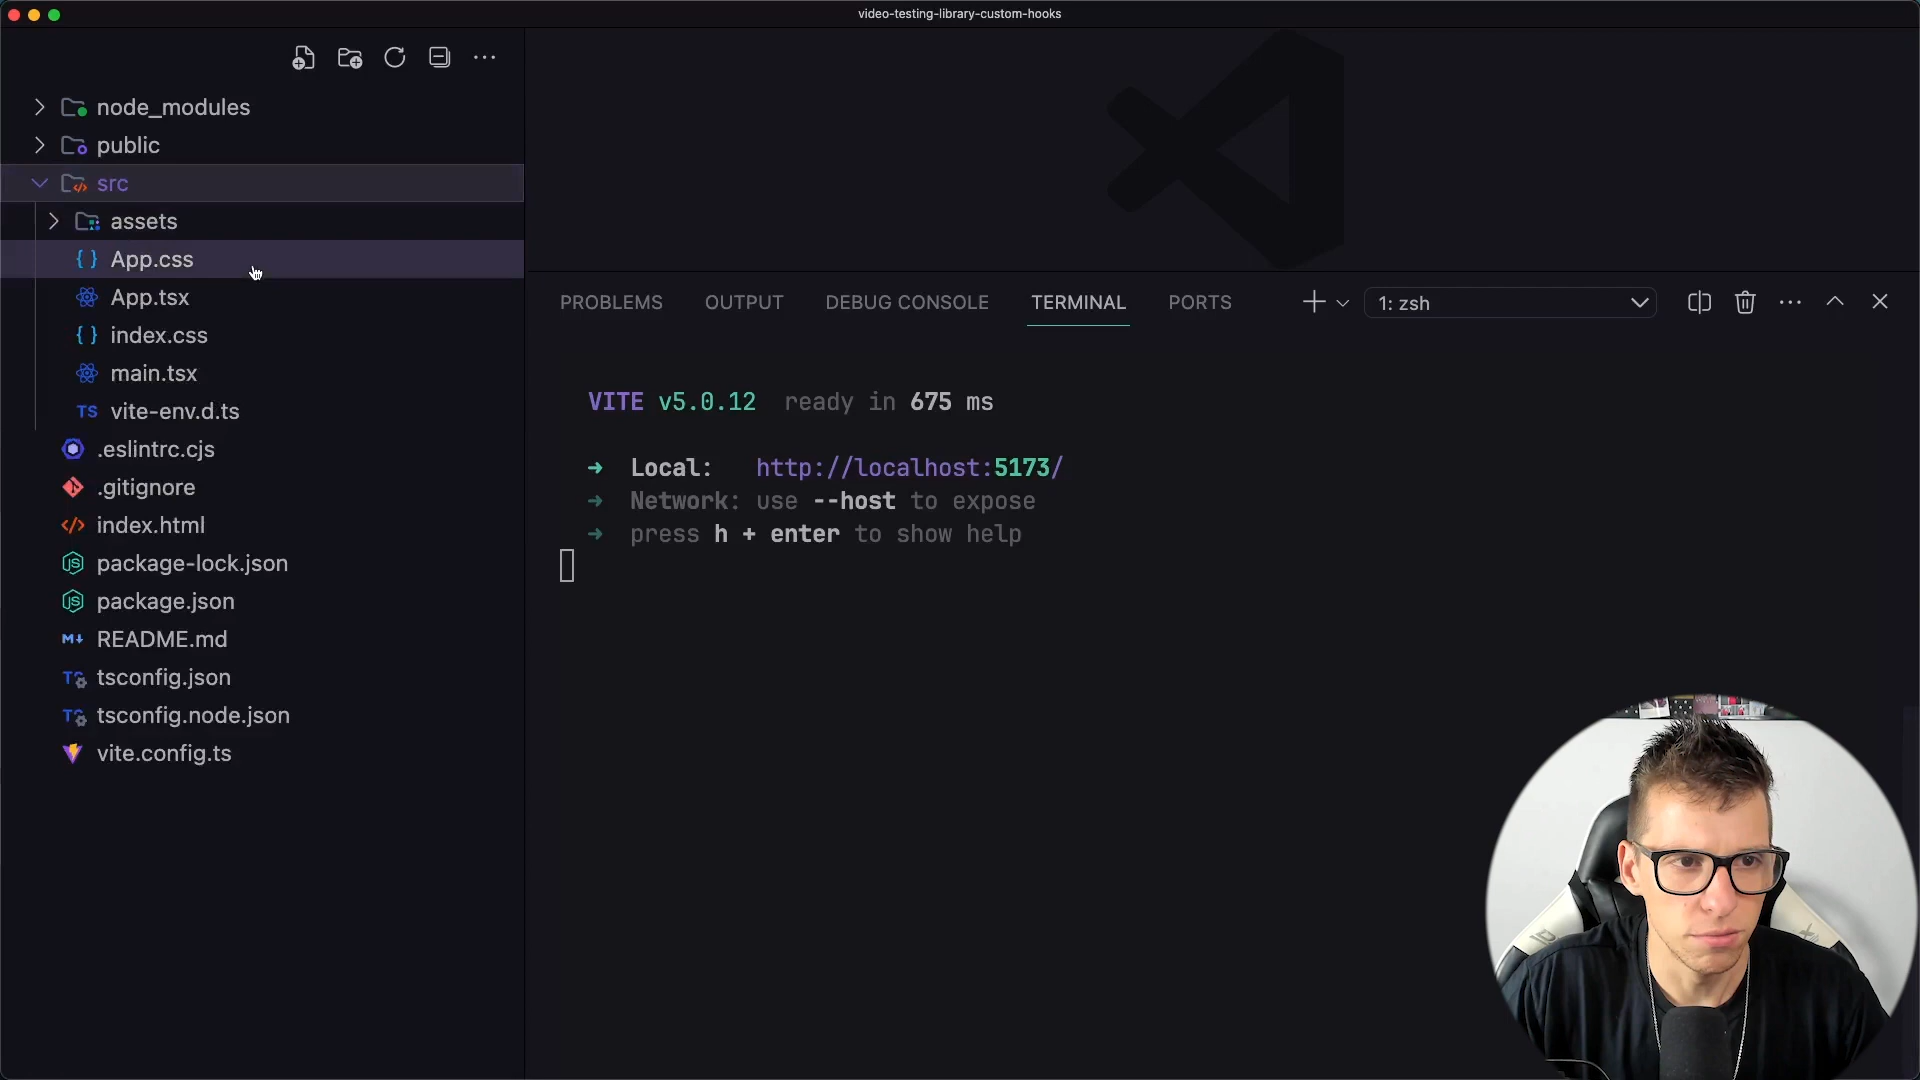 video-testing-library-custom-hooks
node_modules
public
src
assets
App.css
App.tsx
index.css
main.tsx
TS vite-env.d.ts
.eslintrc.cjs
.gitignore
index.html
package-lock.json
package.json
README.md
tsconfig.json
tsconfig.node.json
vite.config.ts
PROBLEMS OUTPUT DEBUG CONSOLE TERMINAL PORTS 1: zsh
VITE v5.0.12 ready in 675 ms
➜ Local: http://localhost:5173/
➜ Network: use --host to expose
➜ press h + enter to show help